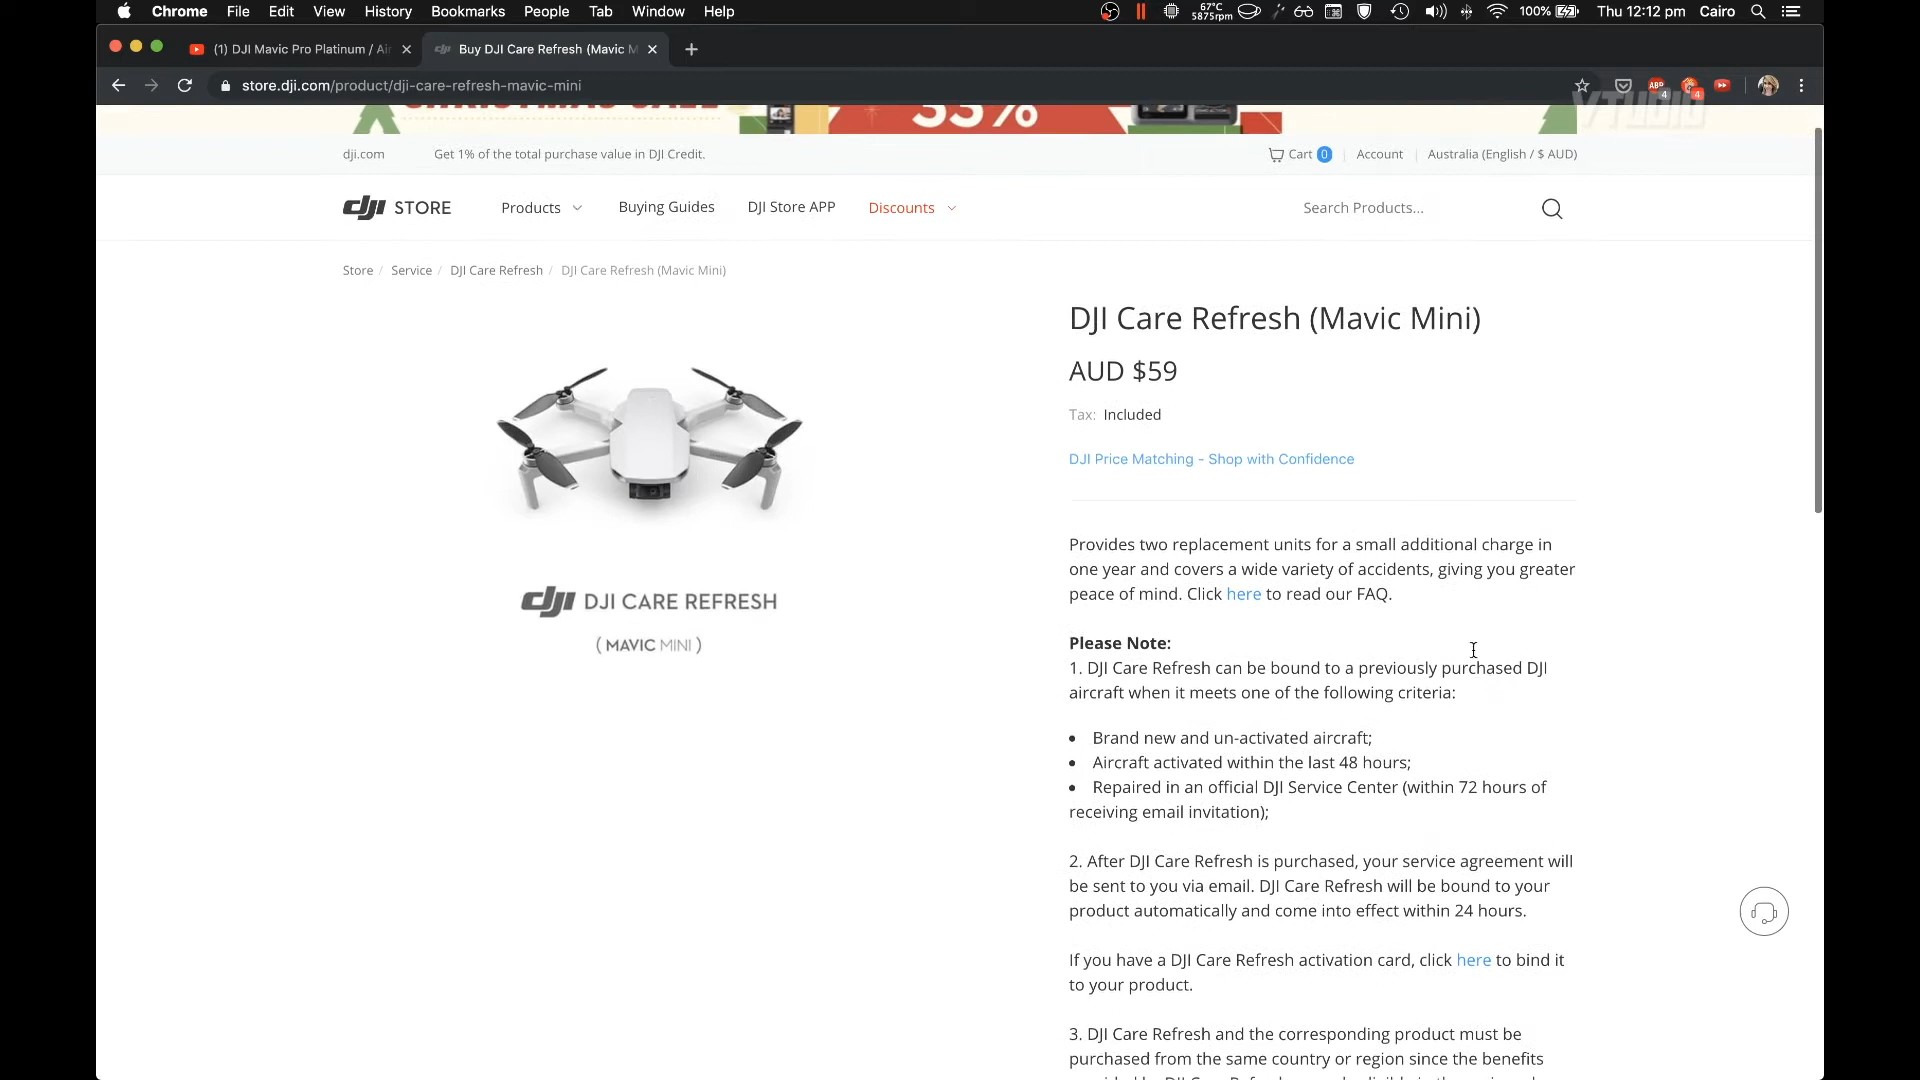 Chrome File Edit View History Bookmarks People Tab Window Help
67°C
5875rpm
100%
Thu 12:12 pm Cairo
(1) DJI Mavic Pro Platinum / Air
Buy DJI Care Refresh (Mavic M
store.dji.com/product/dji-care-refresh-mavic-mini
ABP
4
4
VTUDIO
CHRISTMAS SALE
33%
dji.com Get 1% of the total purchase value in DJI Credit.
Cart 0 Account Australia (English / $ AUD)
dji STORE Products Buying Guides DJI Store APP Discounts Search Products...
Store / Service / DJI Care Refresh / DJI Care Refresh (Mavic Mini)
DJI Care Refresh (Mavic Mini)
AUD $59
Tax: Included
DJI Price Matching - Shop with Confidence
dji DJI CARE REFRESH
( MAVIC MINI )
Provides two replacement units for a small additional charge in
one year and covers a wide variety of accidents, giving you greater
peace of mind. Click here to read our FAQ.
Please Note:
1. DJI Care Refresh can be bound to a previously purchased DJI
aircraft when it meets one of the following criteria:
• Brand new and un-activated aircraft;
• Aircraft activated within the last 48 hours;
• Repaired in an official DJI Service Center (within 72 hours of
receiving email invitation);
2. After DJI Care Refresh is purchased, your service agreement will
be sent to you via email. DJI Care Refresh will be bound to your
product automatically and come into effect within 24 hours.
If you have a DJI Care Refresh activation card, click here to bind it
to your product.
3. DJI Care Refresh and the corresponding product must be
purchased from the same country or region since the benefits